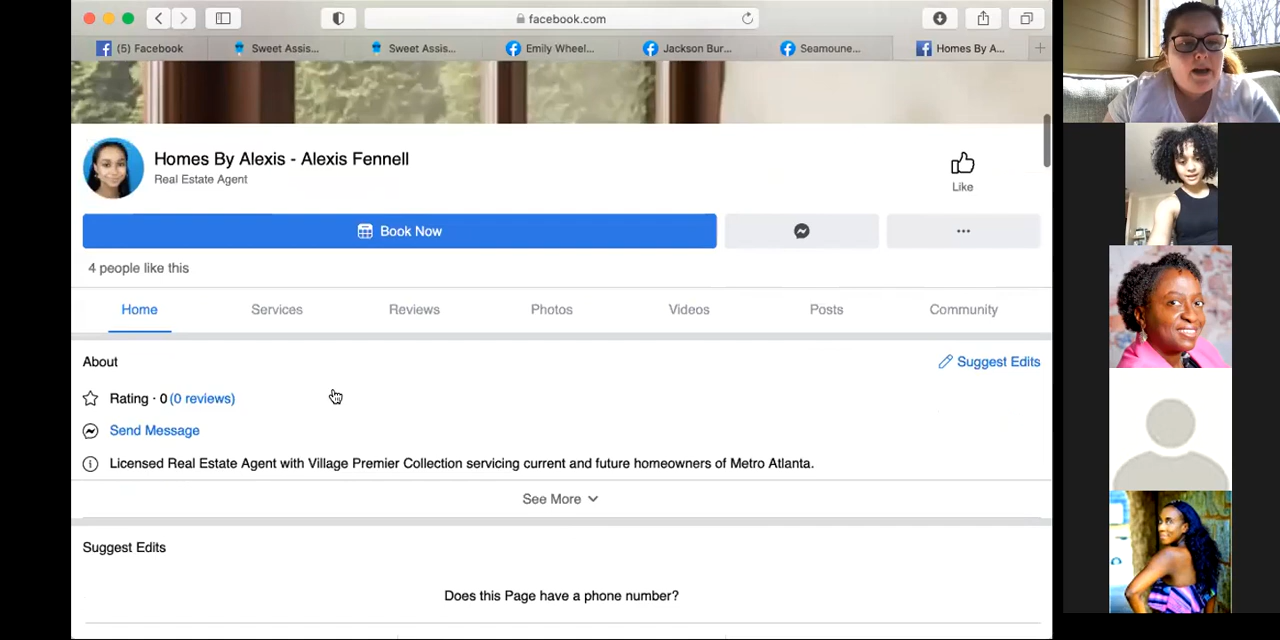 facebook.com
(5) Facebook
Sweet Assis...
Sweet Assis...
Emily Wheel...
Jackson Bur...
Seamoune...
Homes By A...
Homes By Alexis - Alexis Fennell
Real Estate Agent
Like
Book Now
...
4 people like this
Home
Services
Reviews
Photos
Videos
Posts
Community
About
Suggest Edits
Rating · 0 (0 reviews)
Send Message
Licensed Real Estate Agent with Village Premier Collection servicing current and future homeowners of Metro Atlanta.
See More
Suggest Edits
Does this Page have a phone number?